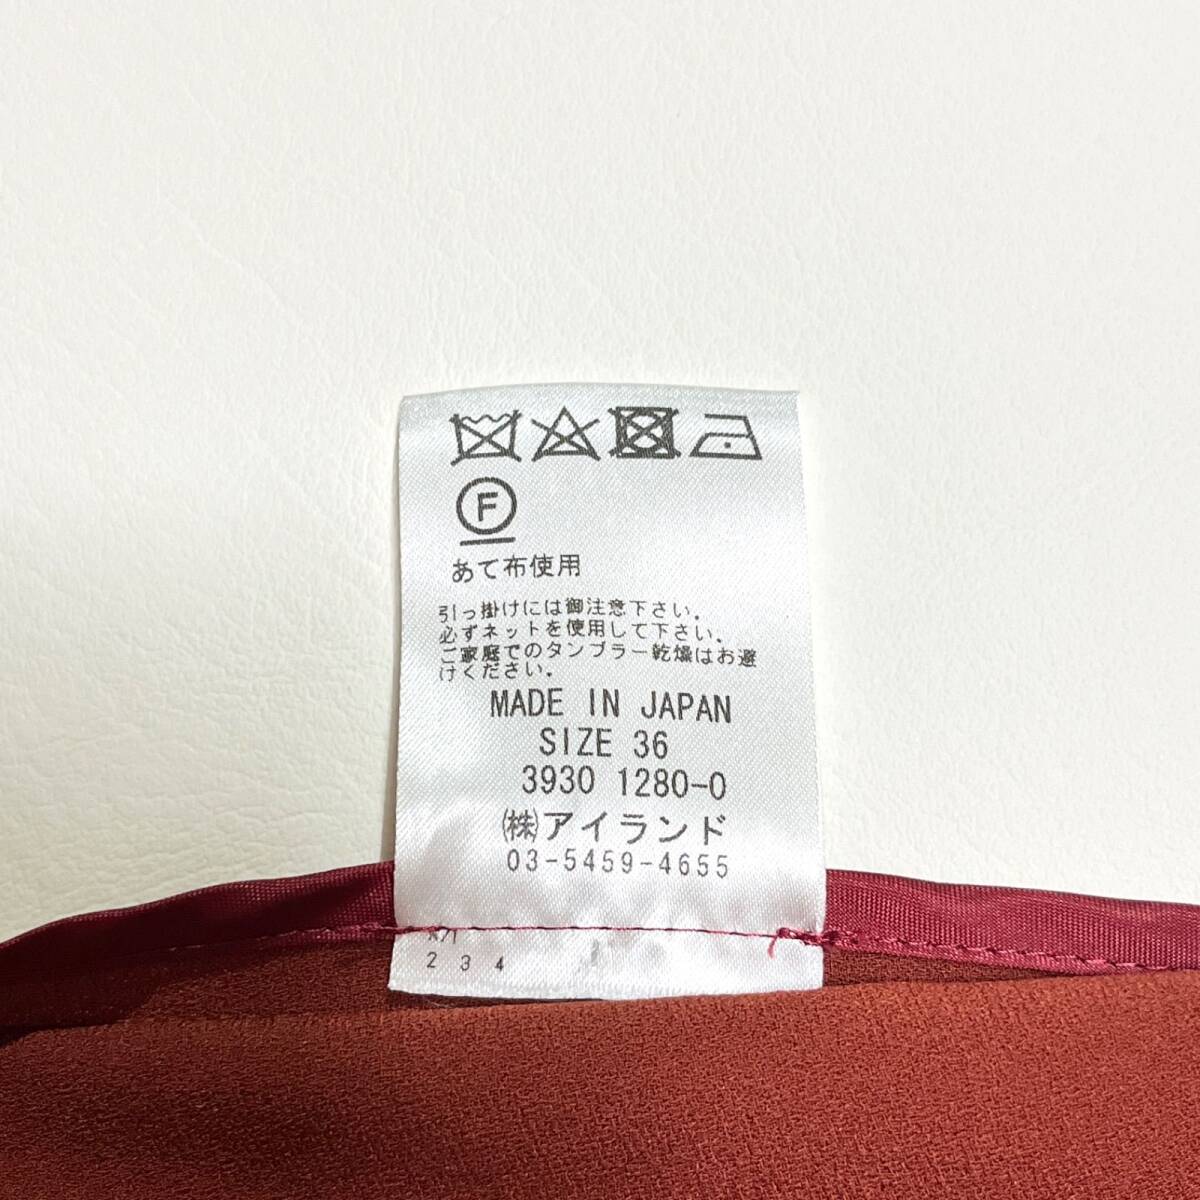 F
あて布使用
引っ掛けには御注意下さい.
必ずネットを使用して下さい.
ご家庭でのタンブラー乾燥はお避
けください.
MADE IN JAPAN
SIZE 36
3930 1280-0
㈱アイランド
03-5459-4655
2 3 4